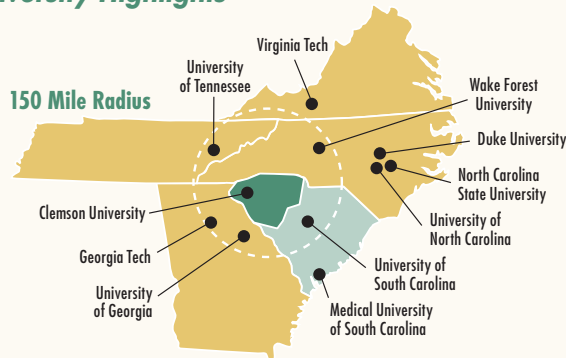 Highlights
Virginia Tech
University
of Tennessee
150 Mile Radius
Wake Forest
University
Duke University
North Carolina
State University
Clemson University
University of
North Carolina
Georgia Tech
University of
South Carolina
University
of Georgia
Medical University
of South Carolina